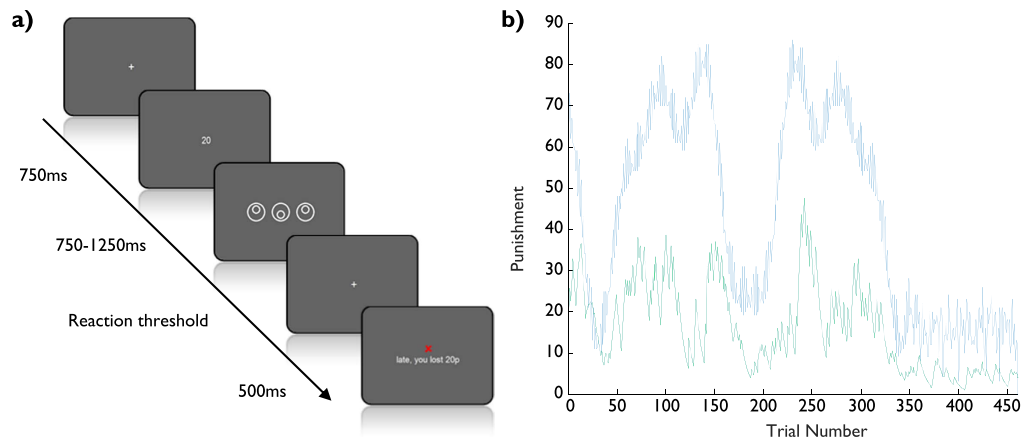 a)
+
20
+
x
late, you lost 20p
750ms
750-1250ms
Reaction threshold
500ms
b)
Punishment
90
80
70
60
50
40
30
20
10
0
0 50 100 150 200 250 300 350 400 450
Trial Number